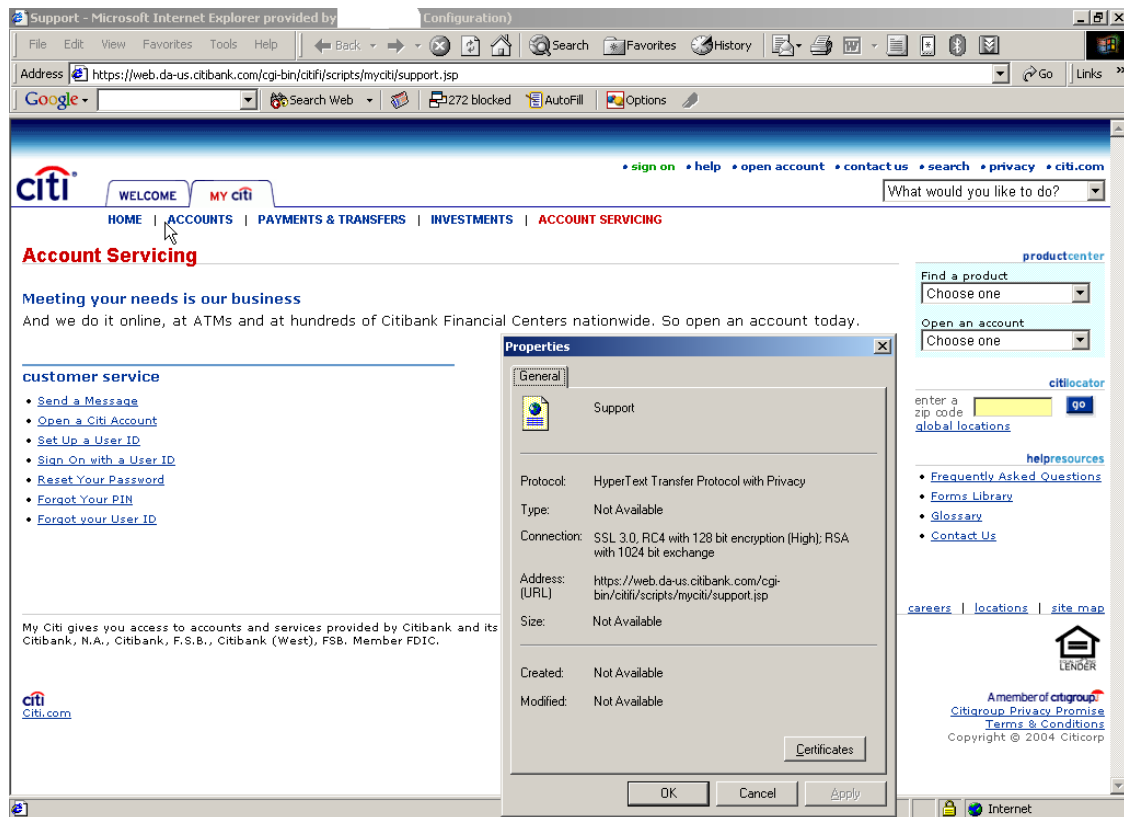 Support - Microsoft Internet Explorer provided by Configuration)
File Edit View Favorites Tools Help Back Search Favorites History
Address https://web.da-us.citibank.com/cgi-bin/citifi/scripts/myciti/support.jsp Go Links »
Google Search Web 272 blocked AutoFill Options
• sign on • help • open account • contact us • search • privacy • citi.com
citi WELCOME MY citi What would you like to do?
HOME | ACCOUNTS | PAYMENTS & TRANSFERS | INVESTMENTS | ACCOUNT SERVICING
Account Servicing
Meeting your needs is our business
And we do it online, at ATMs and at hundreds of Citibank Financial Centers nationwide. So open an account today.
customer service
• Send a Message
• Open a Citi Account
• Set Up a User ID
• Sign On with a User ID
• Reset Your Password
• Forgot Your PIN
• Forgot your User ID
My Citi gives you access to accounts and services provided by Citibank and its
Citibank, N.A., Citibank, F.S.B., Citibank (West), FSB. Member FDIC.
citi
Citi.com
Properties
General
Support
Protocol: HyperText Transfer Protocol with Privacy
Type: Not Available
Connection: SSL 3.0, RC4 with 128 bit encryption (High); RSA
with 1024 bit exchange
Address: https://web.da-us.citibank.com/cgi-
(URL) bin/citifi/scripts/myciti/support.jsp
Size: Not Available
Created: Not Available
Modified: Not Available
Certificates
OK Cancel Apply
productcenter
Find a product
Choose one
Open an account
Choose one
citilocator
enter a
zip code go
global locations
helpresources
• Frequently Asked Questions
• Forms Library
• Glossary
• Contact Us
careers | locations | site map
LENDER
A member of citigroup
Citigroup Privacy Promise
Terms & Conditions
Copyright © 2004 Citicorp
Internet